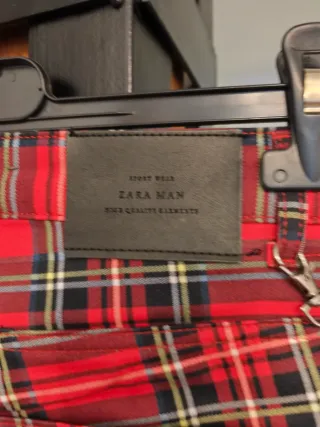 SPORT WEAR
ZARA MAN
HIGH QUALITY GARMENTS